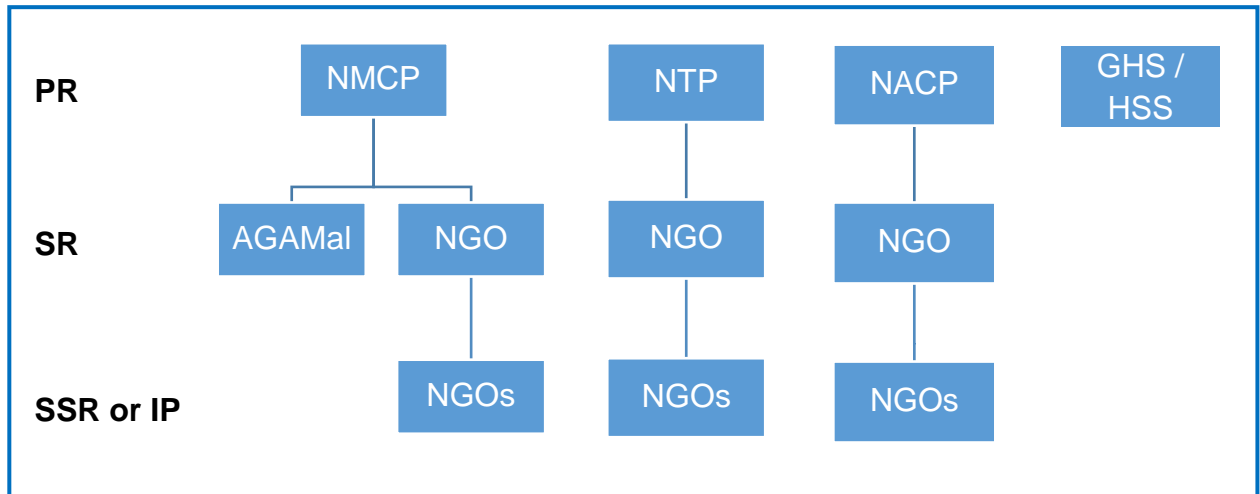 PR
NMCP
NTP
NACP
GHS /
HSS
SR
AGAMal
NGO
NGO
NGO
SSR or IP
NGOs
NGOs
NGOs